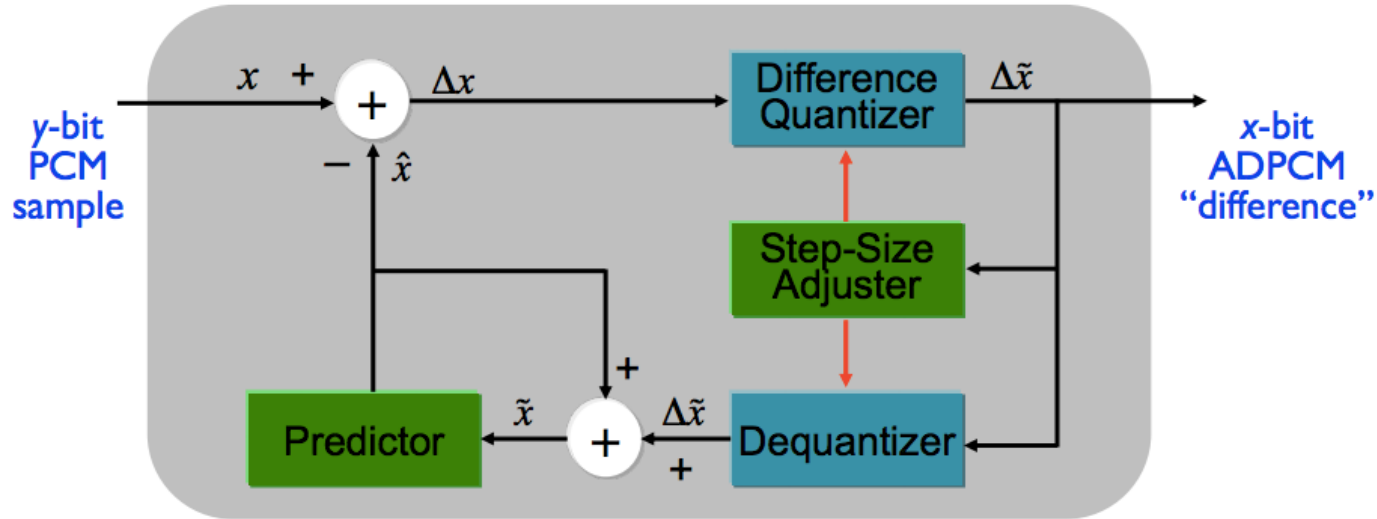 y-bit
PCM
sample
x +
+
Δx
− x̂
Difference
Quantizer
Δx̃
x-bit
ADPCM
“difference”
Step-Size
Adjuster
+
Predictor
x̃
+
Δx̃
+
Dequantizer